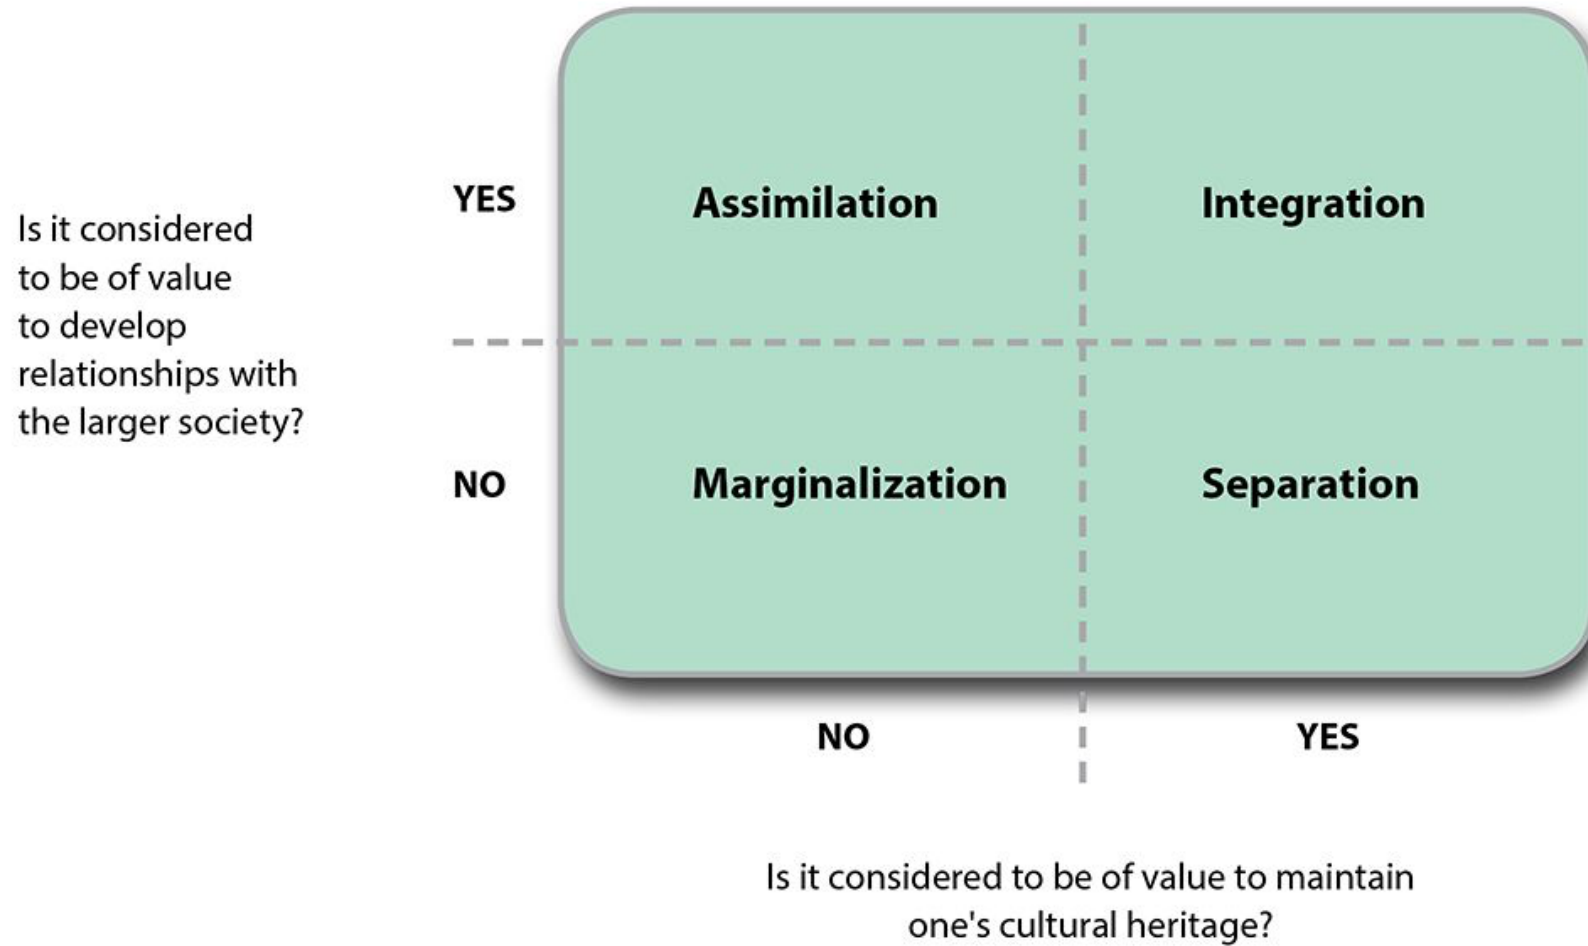 Is it considered
to be of value
to develop
relationships with
the larger society?
YES
Assimilation
Integration
NO
Marginalization
Separation
NO
YES
Is it considered to be of value to maintain
one's cultural heritage?